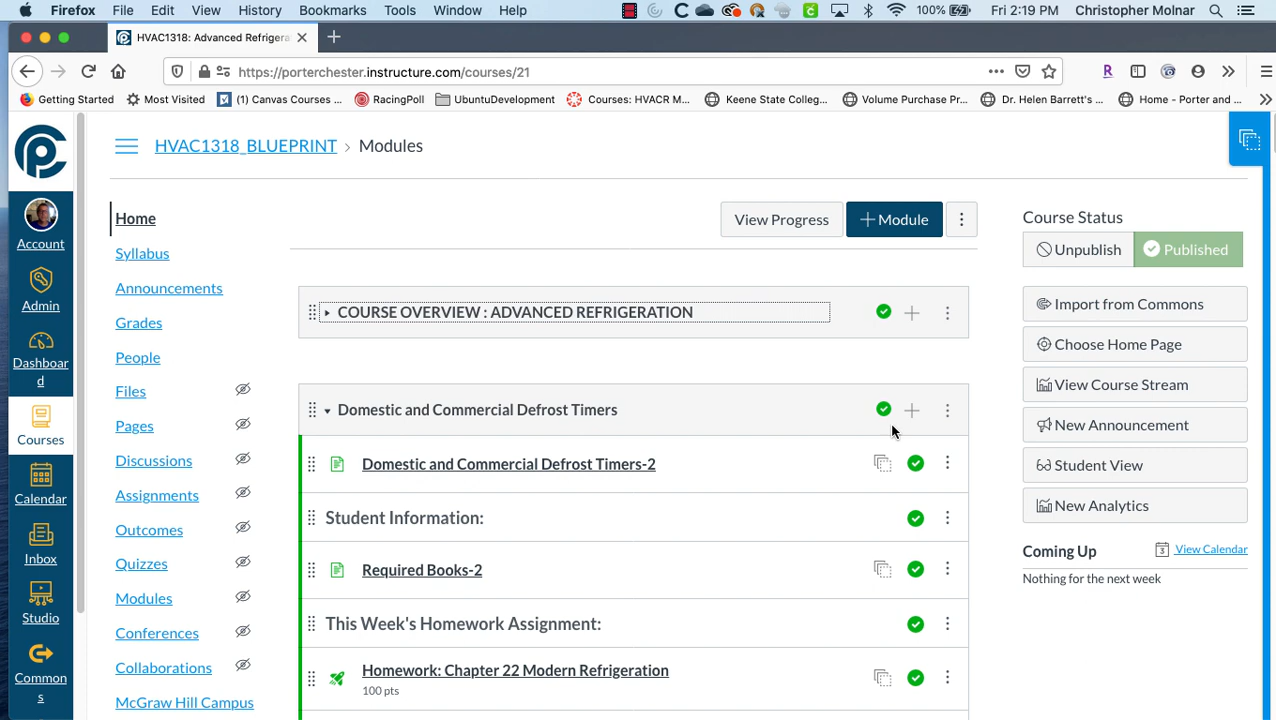 Firefox File Edit View History Bookmarks Tools Window Help 100% Fri 2:19 PM Christopher Molnar
HVAC1318: Advanced Refrigera
https://porterchester.instructure.com/courses/21
Getting Started Most Visited (1) Canvas Courses ... RacingPoll UbuntuDevelopment Courses: HVACR M... Keene State Colleg... Volume Purchase Pr... Dr. Helen Barrett's... Home - Porter and ...
HVAC1318_BLUEPRINT › Modules
Account
Admin
Dashboar
d
Courses
Calendar
Inbox
Studio
Common
s
Home
Syllabus
Announcements
Grades
People
Files
Pages
Discussions
Assignments
Outcomes
Quizzes
Modules
Conferences
Collaborations
McGraw Hill Campus
View Progress
+ Module
COURSE OVERVIEW : ADVANCED REFRIGERATION
Domestic and Commercial Defrost Timers
Domestic and Commercial Defrost Timers-2
Student Information:
Required Books-2
This Week's Homework Assignment:
Homework: Chapter 22 Modern Refrigeration
100 pts
Course Status
Unpublish Published
Import from Commons
Choose Home Page
View Course Stream
New Announcement
Student View
New Analytics
Coming Up View Calendar
Nothing for the next week